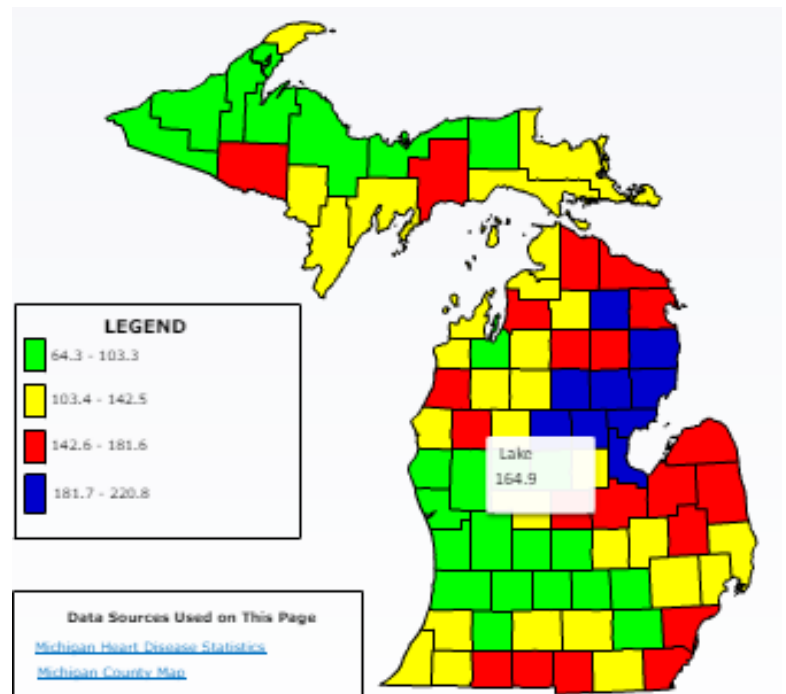 LEGEND
64.3 - 103.3
103.4 - 142.5
142.6 - 181.6
181.7 - 220.8
Lake
164.9
Data Sources Used on This Page
Michigan Heart Disease Statistics
Michigan County Map